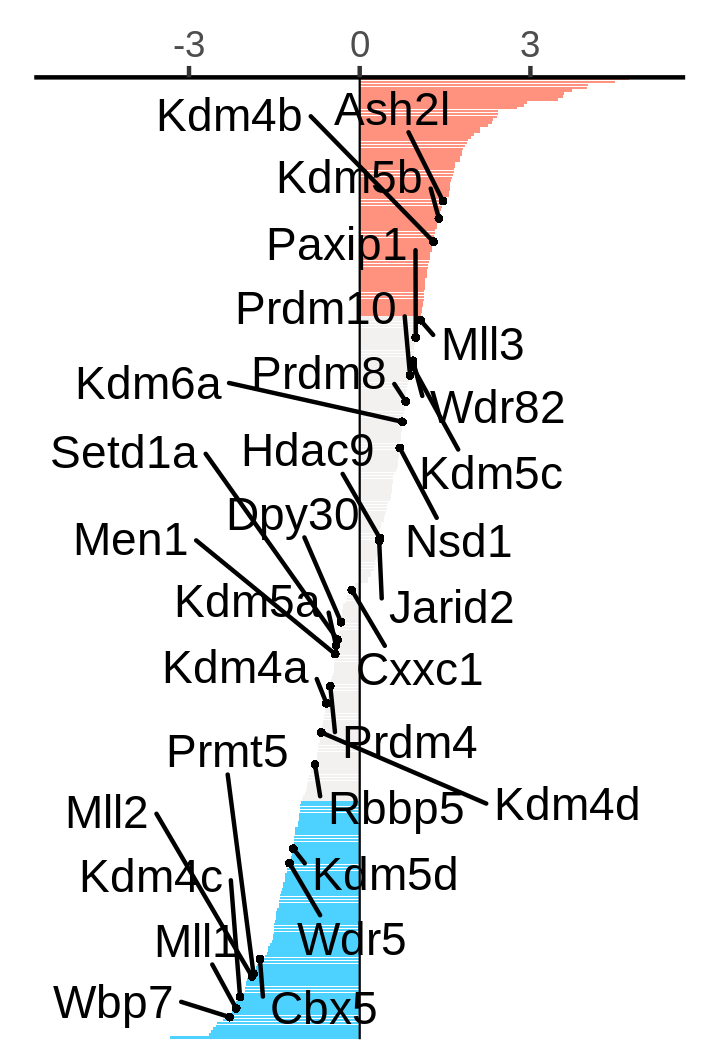 -3 0 3
Kdm4b Ash2l
Kdm5b
Paxip1
Prdm10
Mll3
Kdm6a Prdm8
Wdr82
Setd1a Hdac9
Kdm5c
Dpy30
Men1 Nsd1
Kdm5a Jarid2
Kdm4a Cxxc1
Prmt5 Prdm4
Mll2 Rbbp5 Kdm4d
Kdm4c Kdm5d
Mll1 Wdr5
Wbp7 Cbx5